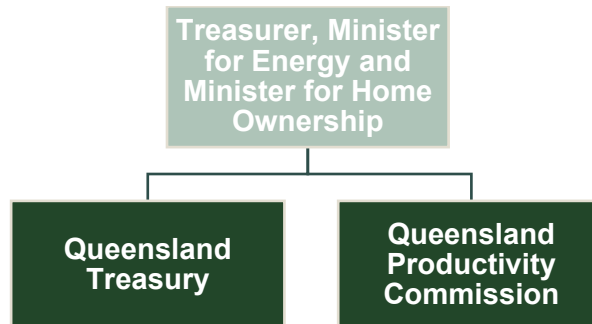 Treasurer, Minister
for Energy and
Minister for Home
Ownership
Queensland
Treasury
Queensland
Productivity
Commission